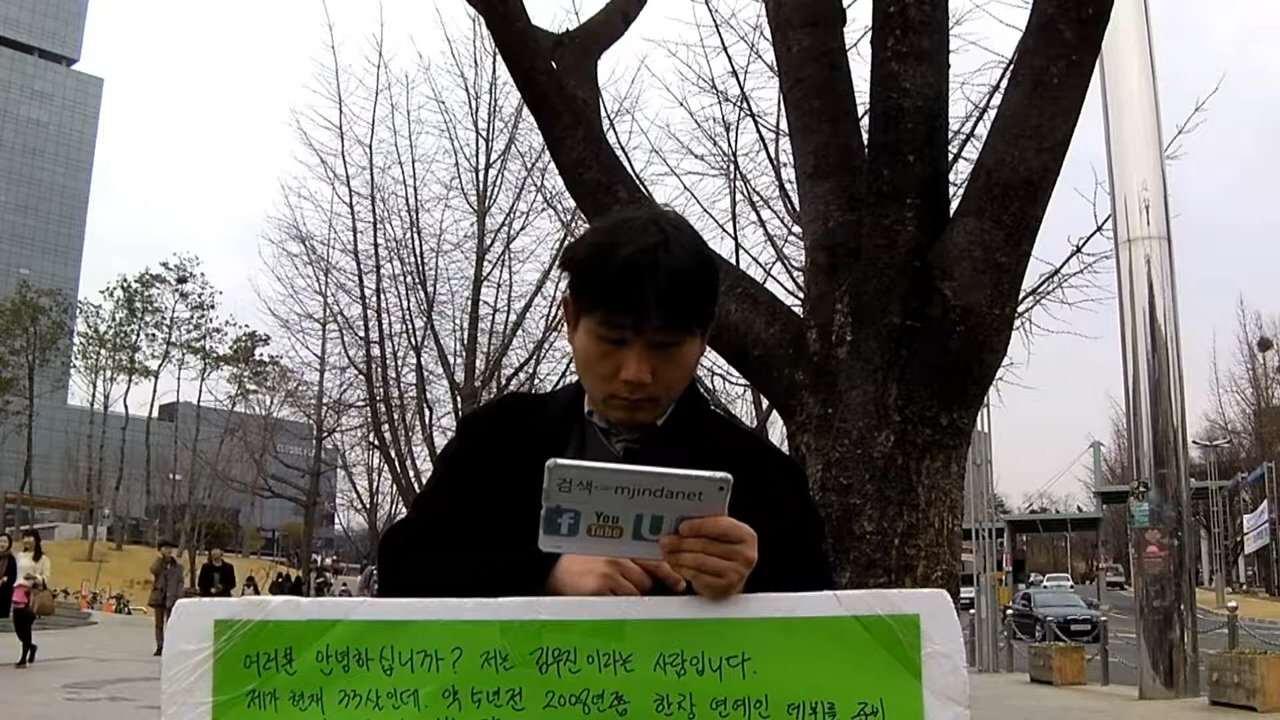 검색 mjindanet
f You Tube U
여러분 안녕하십니까? 저는 김우진이라는 사람입니다.
제가 현재 33살인데. 약 5년전 2008년쯤 한창 연예인 데뷔를 준비